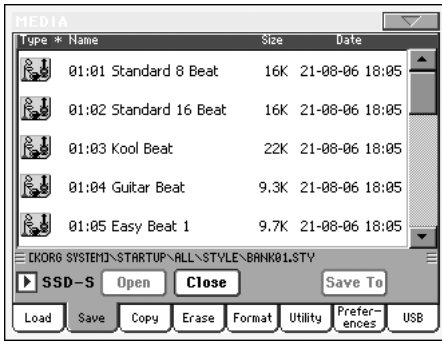 MEDIA
Type * Name Size Date
01:01 Standard 8 Beat 16K 21-08-06 18:05
01:02 Standard 16 Beat 16K 21-08-06 18:05
01:03 Kool Beat 22K 21-08-06 18:05
01:04 Guitar Beat 9.3K 21-08-06 18:05
01:05 Easy Beat 1 9.7K 21-08-06 18:05
[KORG SYSTEM]\STARTUP\ALL\STYLE\BANK01.STY
SSD-S Open Close Save To
Load Save Copy Erase Format Utility Prefer- USB
ences